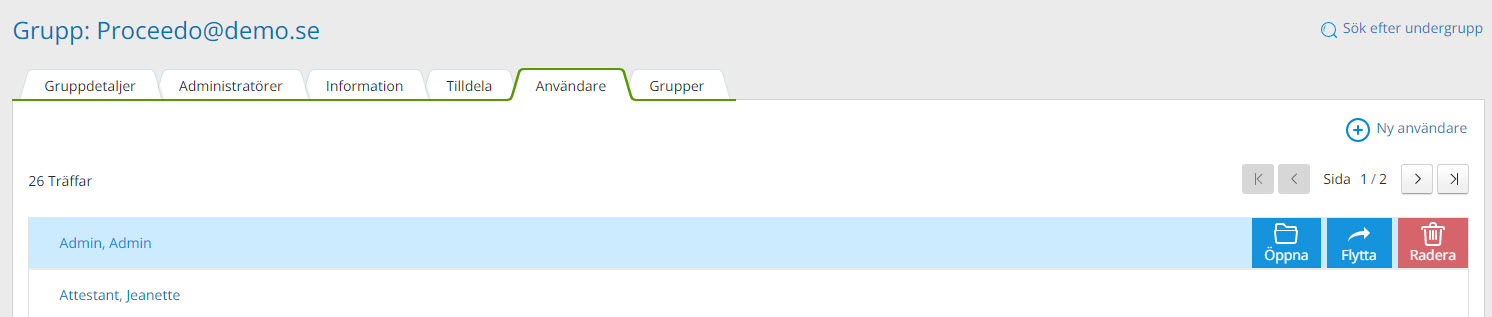 Grupp: Proceedo@demo.se
Sök efter undergrupp
Gruppdetaljer Administratörer Information Tilldela Användare Grupper
Ny användare
26 Träffar
Sida 1 / 2
Admin, Admin
Öppna Flytta Radera
Attestant, Jeanette